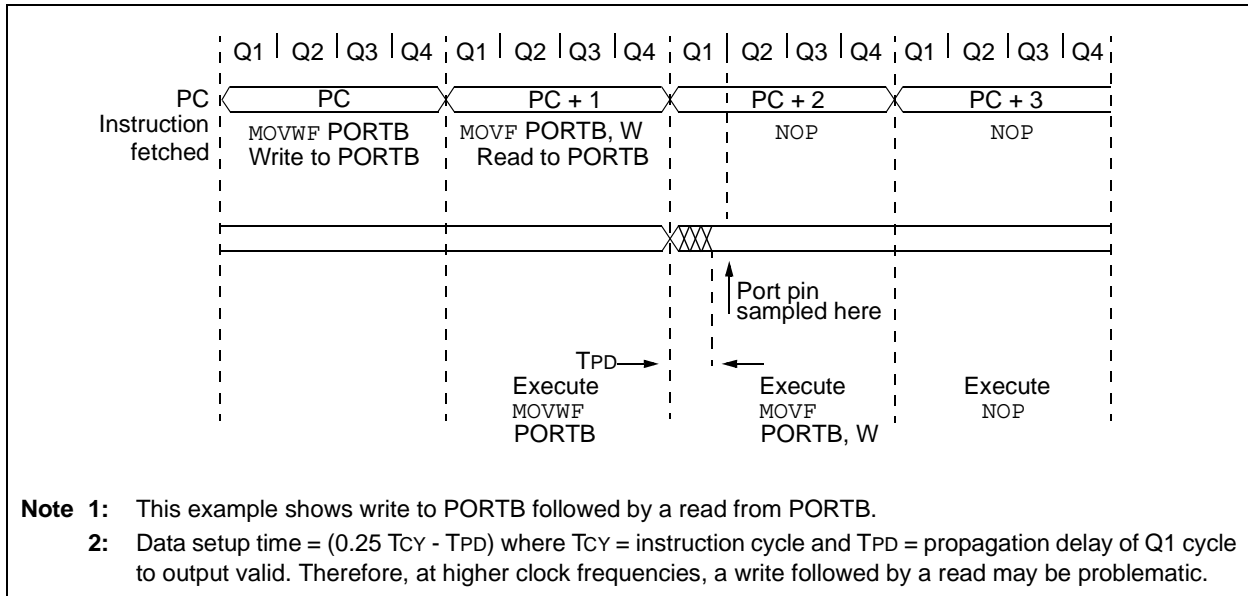 Q1 Q2 Q3 Q4 Q1 Q2 Q3 Q4 Q1 Q2 Q3 Q4 Q1 Q2 Q3 Q4
PC PC PC + 1 PC + 2 PC + 3
Instruction
fetched
MOVWF PORTB MOVF PORTB, W NOP NOP
Write to PORTB Read to PORTB
Port pin
sampled here
TPD
Execute Execute Execute
MOVWF MOVF NOP
PORTB PORTB, W
Note 1: This example shows write to PORTB followed by a read from PORTB.
2: Data setup time = (0.25 TCY - TPD) where TCY = instruction cycle and TPD = propagation delay of Q1 cycle
to output valid. Therefore, at higher clock frequencies, a write followed by a read may be problematic.